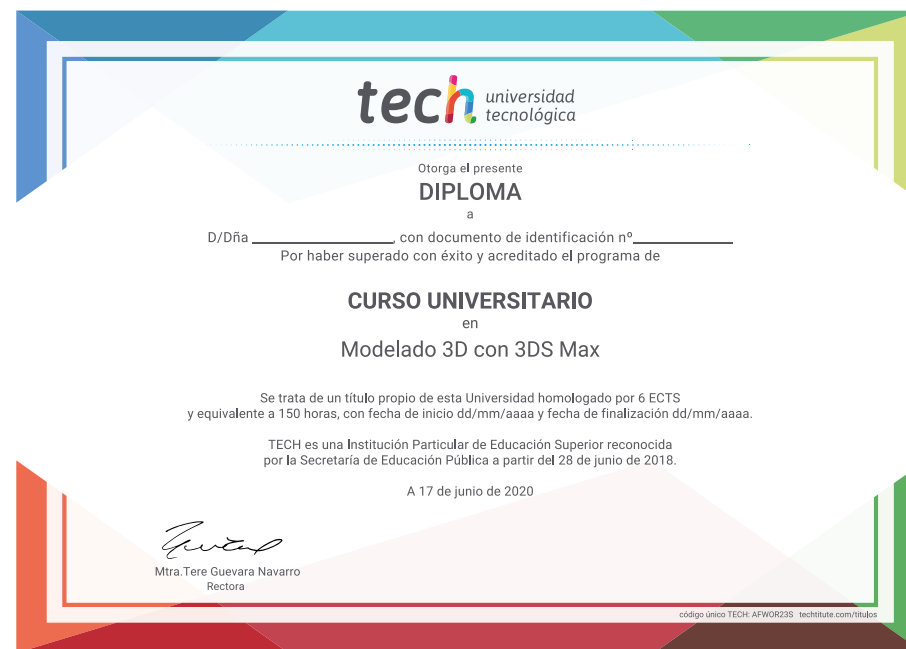 tech universidad
tecnológica
Otorga el presente
DIPLOMA
a
D/Dña ________________, con documento de identificación nº____________
Por haber superado con éxito y acreditado el programa de
CURSO UNIVERSITARIO
en
Modelado 3D con 3DS Max
Se trata de un título propio de esta Universidad homologado por 6 ECTS
y equivalente a 150 horas, con fecha de inicio dd/mm/aaaa y fecha de finalización dd/mm/aaaa.
TECH es una Institución Particular de Educación Superior reconocida
por la Secretaría de Educación Pública a partir del 28 de junio de 2018.
A 17 de junio de 2020
Mtra.Tere Guevara Navarro
Rectora
código único TECH: AFWOR23S techtitute.com/titulos